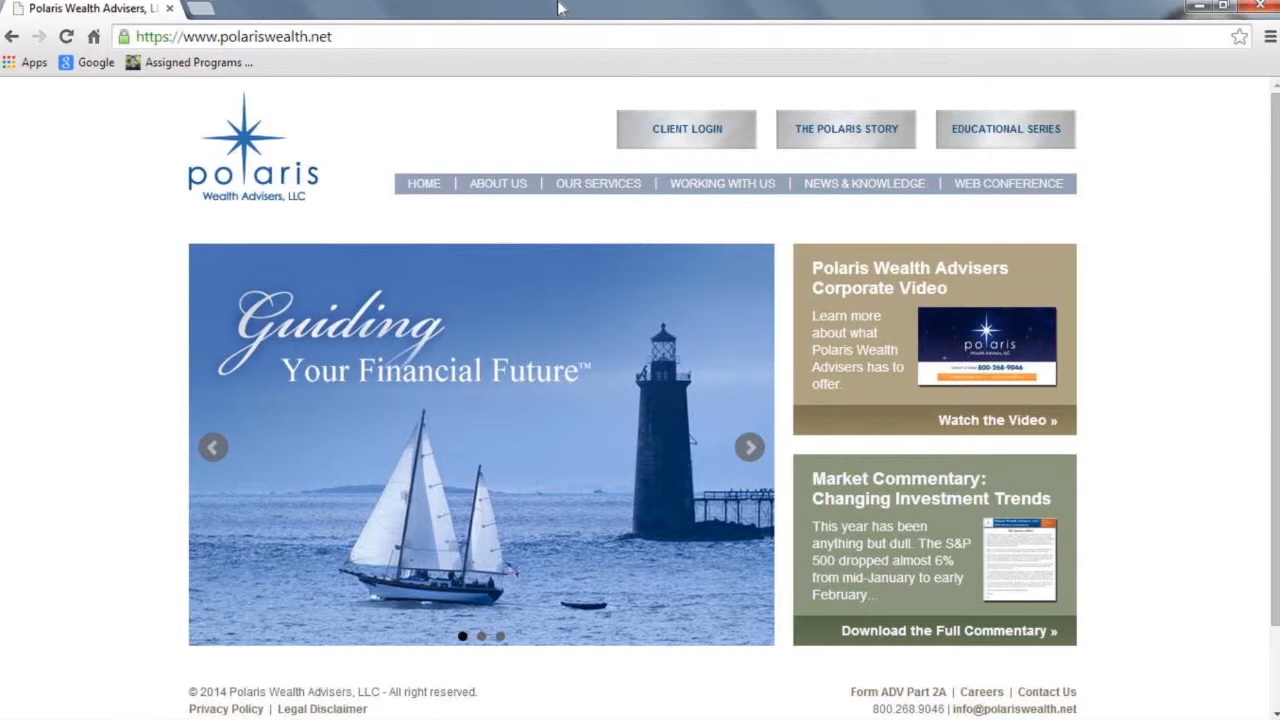 Polaris Wealth Advisers, Ll
https://www.polariswealth.net
Apps Google Assigned Programs ...
CLIENT LOGIN THE POLARIS STORY EDUCATIONAL SERIES
polaris
Wealth Advisers, LLC
HOME | ABOUT US | OUR SERVICES | WORKING WITH US | NEWS & KNOWLEDGE | WEB CONFERENCE
Guiding
Your Financial Future™
Polaris Wealth Advisers
Corporate Video
Learn more
about what
Polaris Wealth
Advisers has to
offer.
polaris
Wealth Advisers, LLC
800-268-9046
Watch the Video »
Market Commentary:
Changing Investment Trends
This year has been
anything but dull. The S&P
500 dropped almost 6%
from mid-January to early
February...
Download the Full Commentary »
© 2014 Polaris Wealth Advisers, LLC - All right reserved.
Privacy Policy | Legal Disclaimer
Form ADV Part 2A | Careers | Contact Us
800.268.9046 | info@polariswealth.net